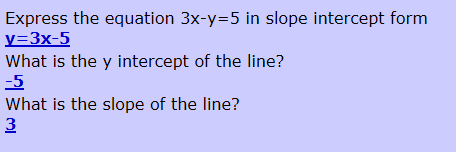 Express the equation 3x-y=5 in slope intercept form
y=3x-5
What is the y intercept of the line?
-5
What is the slope of the line?
3